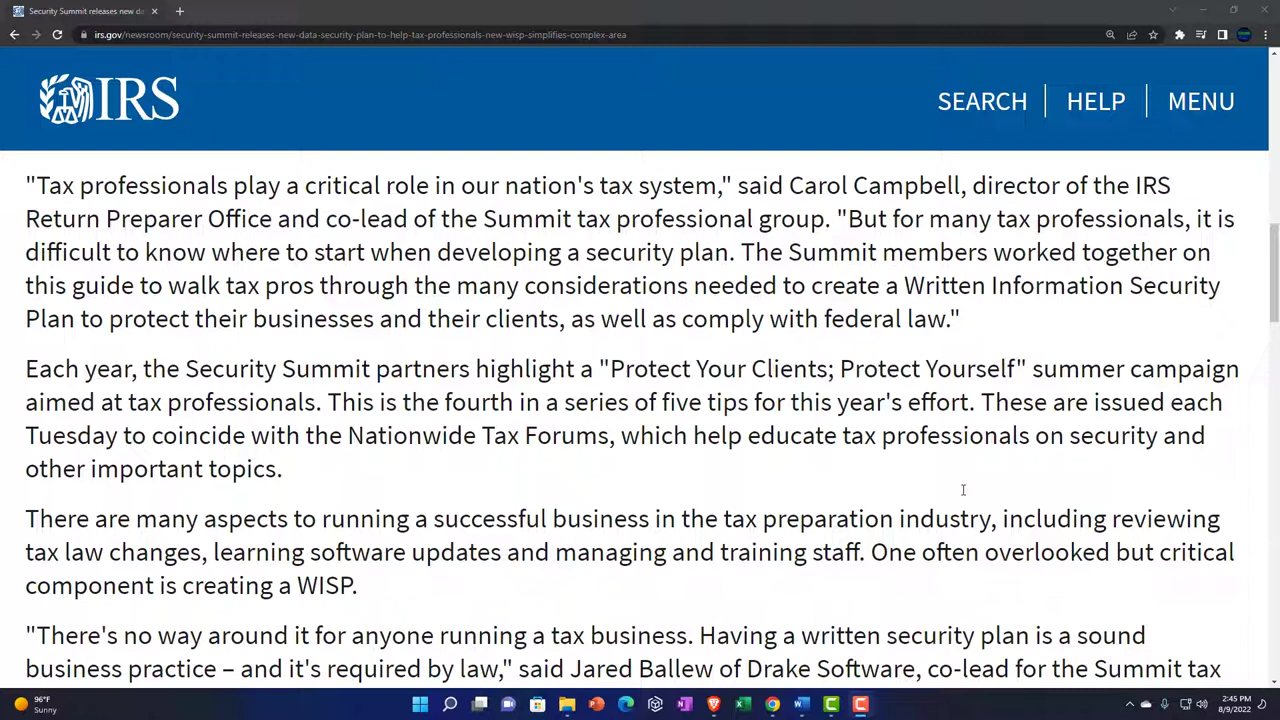 Security Summit releases new do
irs.gov/newsroom/security-summit-releases-new-data-security-plan-to-help-tax-professionals-new-wisp-simplifies-complex-area
IRS
SEARCH HELP MENU
"Tax professionals play a critical role in our nation's tax system," said Carol Campbell, director of the IRS
Return Preparer Office and co-lead of the Summit tax professional group. "But for many tax professionals, it is
difficult to know where to start when developing a security plan. The Summit members worked together on
this guide to walk tax pros through the many considerations needed to create a Written Information Security
Plan to protect their businesses and their clients, as well as comply with federal law."
Each year, the Security Summit partners highlight a "Protect Your Clients; Protect Yourself" summer campaign
aimed at tax professionals. This is the fourth in a series of five tips for this year's effort. These are issued each
Tuesday to coincide with the Nationwide Tax Forums, which help educate tax professionals on security and
other important topics.
There are many aspects to running a successful business in the tax preparation industry, including reviewing
tax law changes, learning software updates and managing and training staff. One often overlooked but critical
component is creating a WISP.
"There's no way around it for anyone running a tax business. Having a written security plan is a sound
business practice – and it's required by law," said Jared Ballew of Drake Software, co-lead for the Summit tax
96°F
Sunny
2:45 PM
8/9/2022